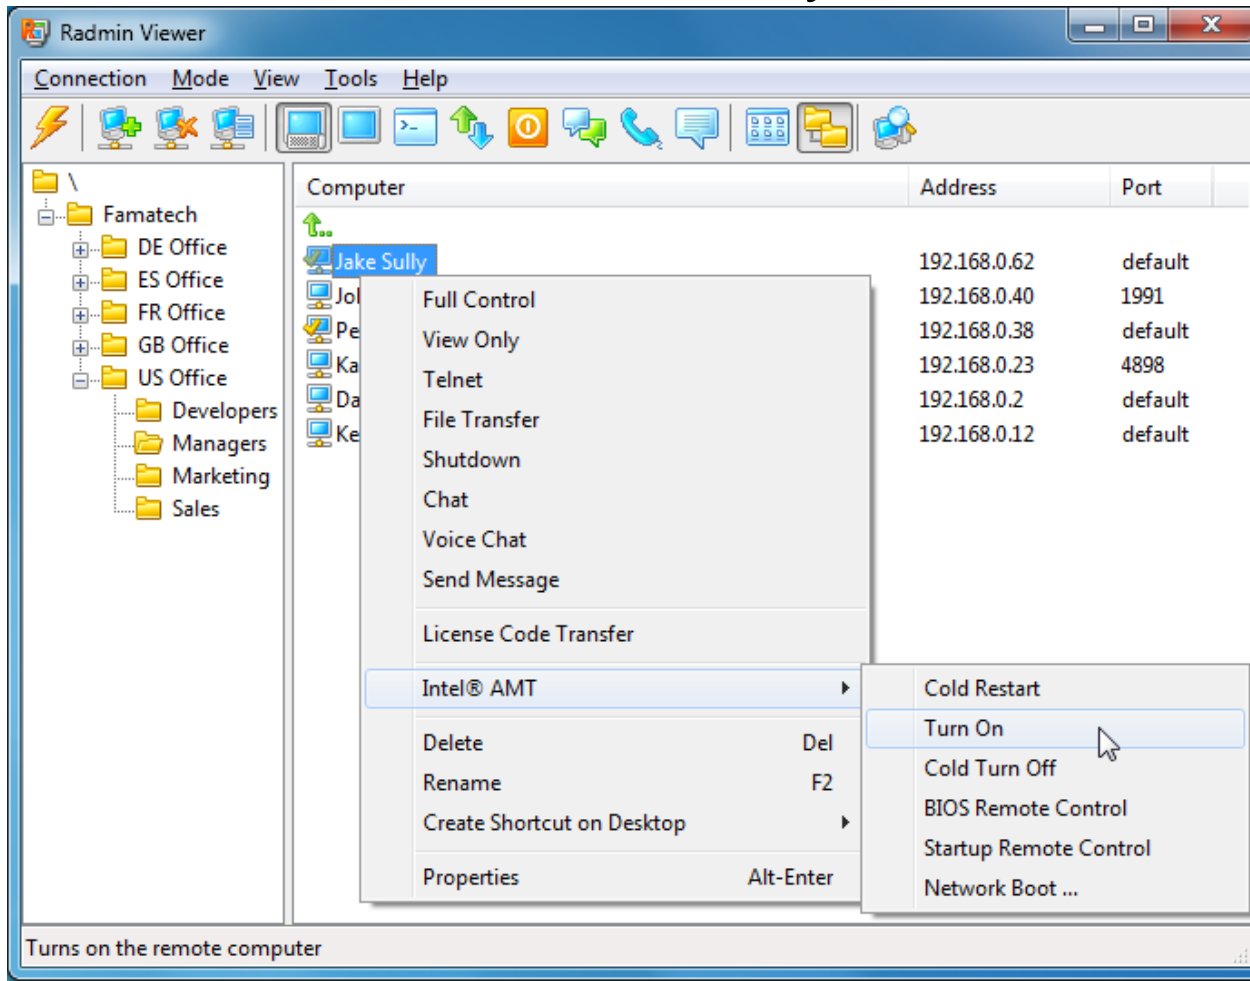 Radmin Viewer
Connection Mode View Tools Help
\
Famatech
DE Office
ES Office
FR Office
GB Office
US Office
Developers
Managers
Marketing
Sales
Computer Address Port
Jake Sully 192.168.0.62 default
192.168.0.40 1991
192.168.0.38 default
192.168.0.23 4898
192.168.0.2 default
192.168.0.12 default
Full Control
View Only
Telnet
File Transfer
Shutdown
Chat
Voice Chat
Send Message
License Code Transfer
Intel® AMT
Delete Del
Rename F2
Create Shortcut on Desktop
Properties Alt-Enter
Cold Restart
Turn On
Cold Turn Off
BIOS Remote Control
Startup Remote Control
Network Boot ...
Turns on the remote computer